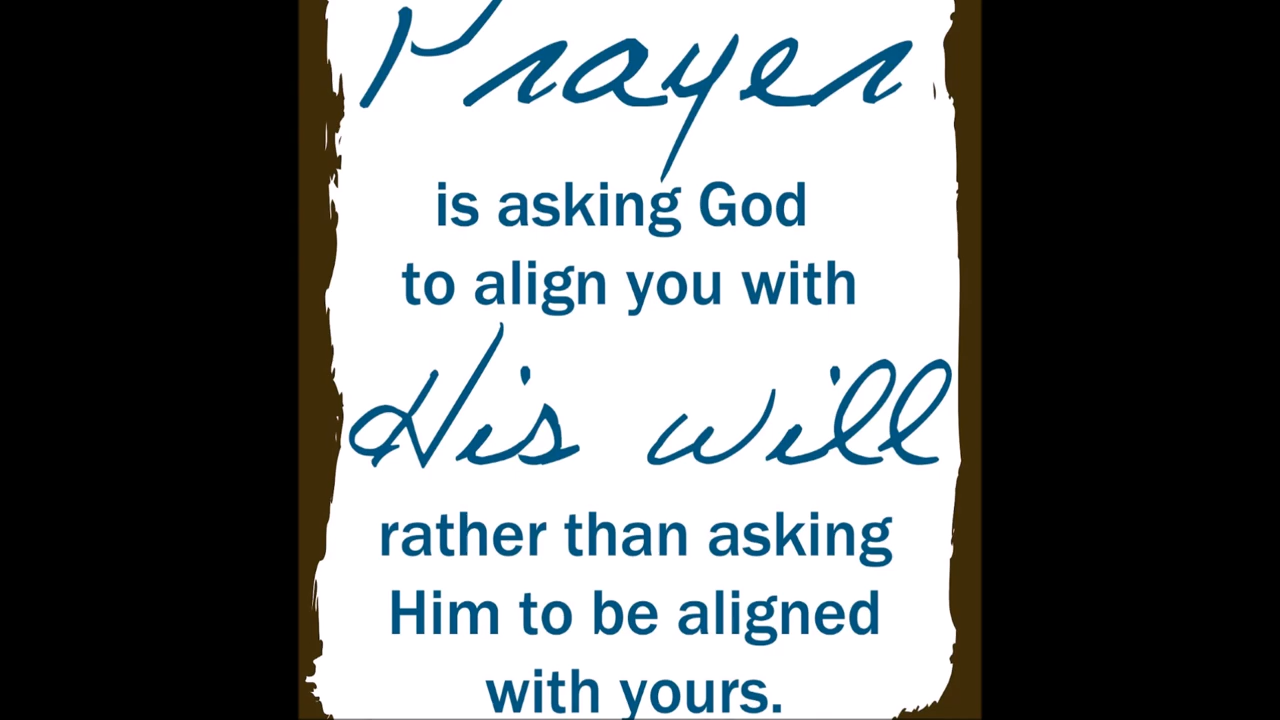 Prayer
is asking God
to align you with
His will
rather than asking
Him to be aligned
with yours.